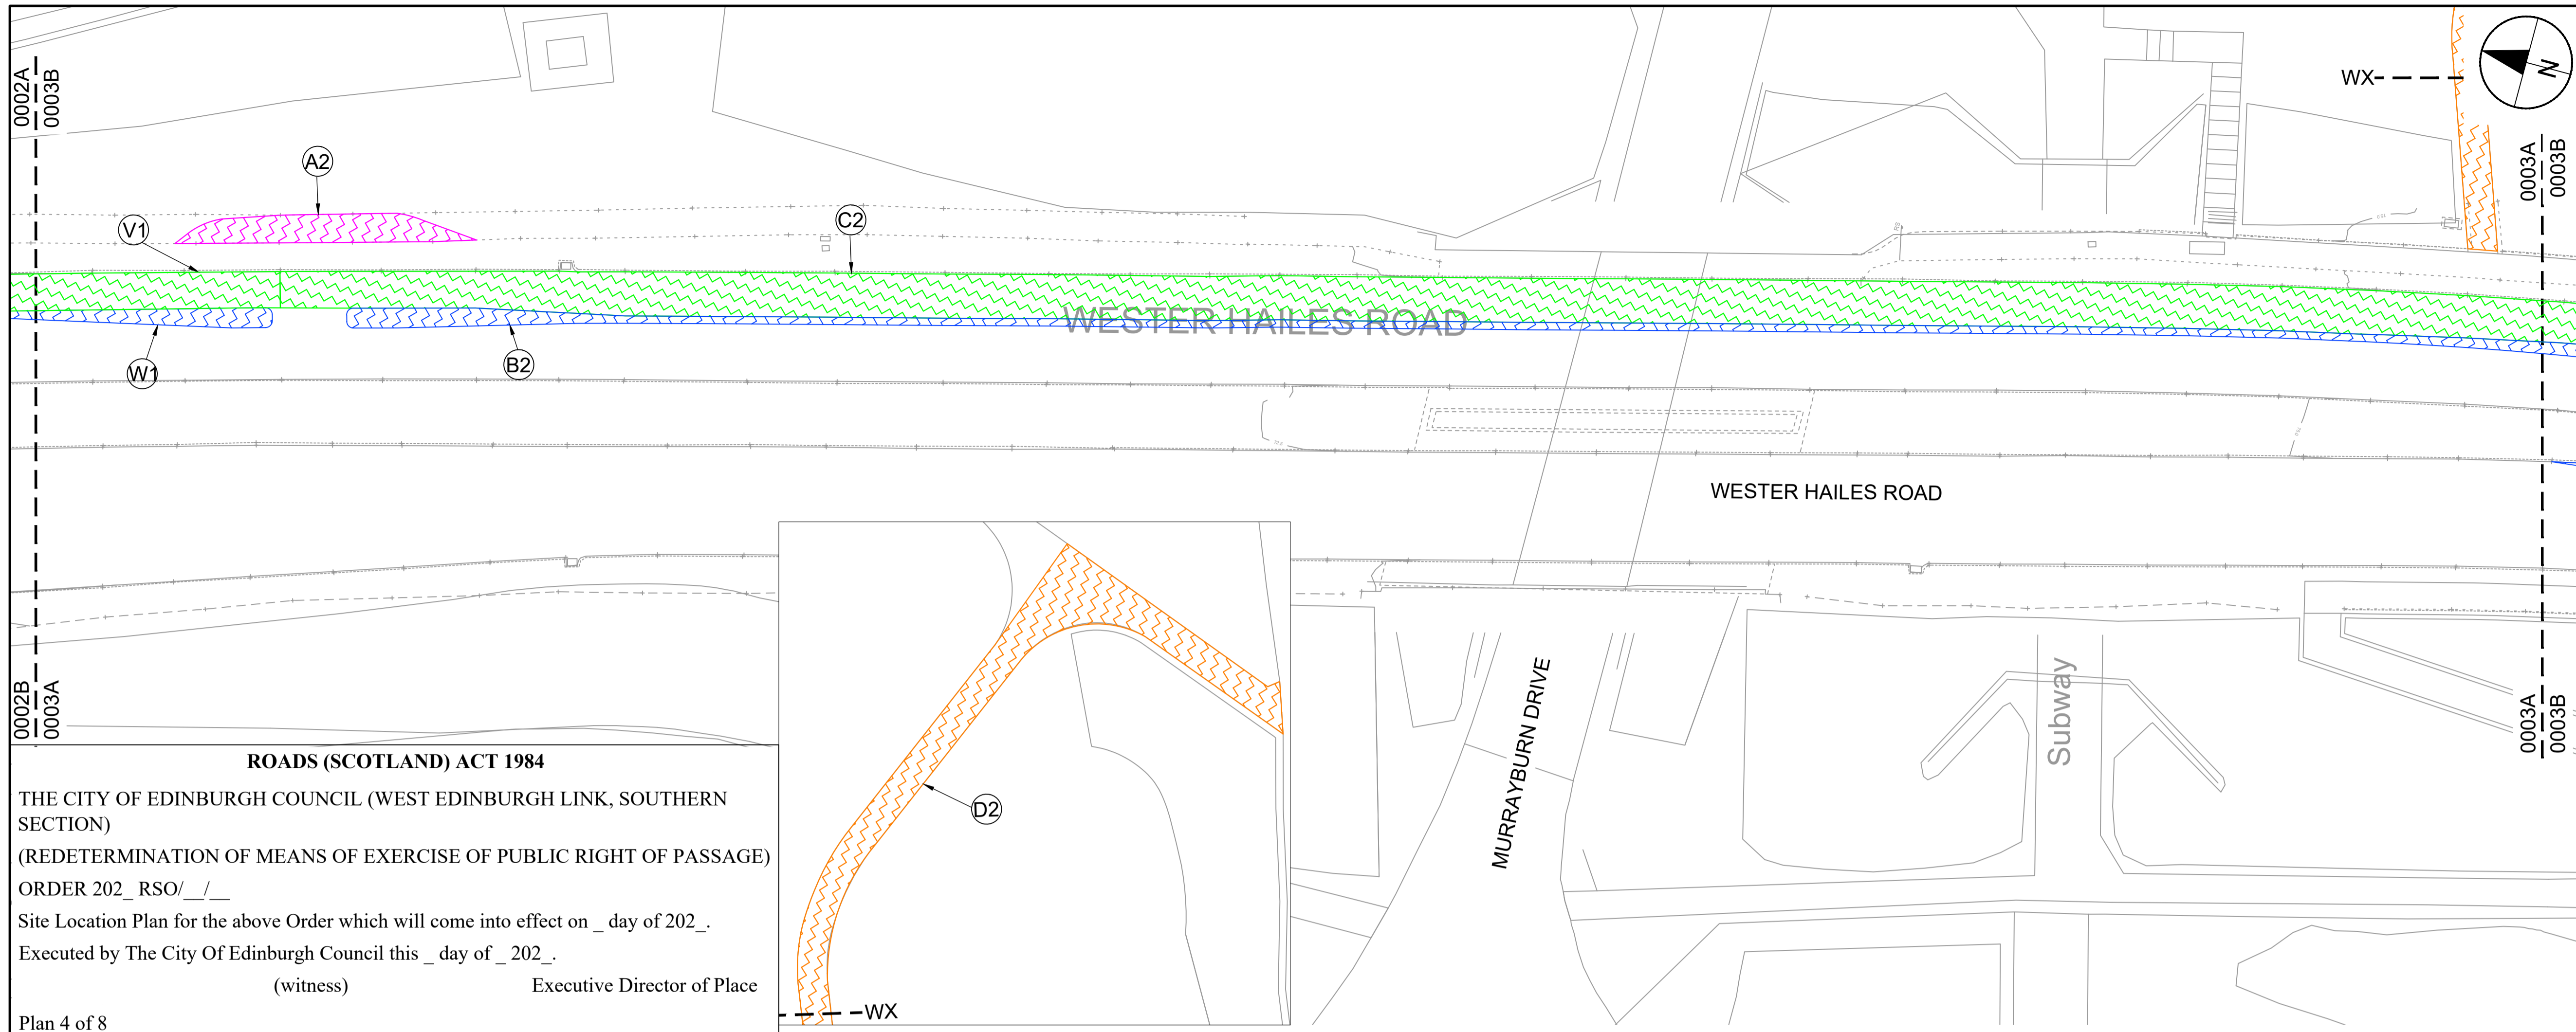 0002A
0003B
A2
V1
C2
WX
N
0003A
0003B
WESTER HAILES ROAD
W1
B2
WESTER HAILES ROAD
MURRAYBURN DRIVE
Subway
0002B
0003A
0003A
0003B
D2
WX
ROADS (SCOTLAND) ACT 1984
THE CITY OF EDINBURGH COUNCIL (WEST EDINBURGH LINK, SOUTHERN
SECTION)
(REDETERMINATION OF MEANS OF EXERCISE OF PUBLIC RIGHT OF PASSAGE)
ORDER 202_ RSO/__/__
Site Location Plan for the above Order which will come into effect on _ day of 202_.
Executed by The City Of Edinburgh Council this _ day of _ 202_.
(witness) Executive Director of Place
Plan 4 of 8